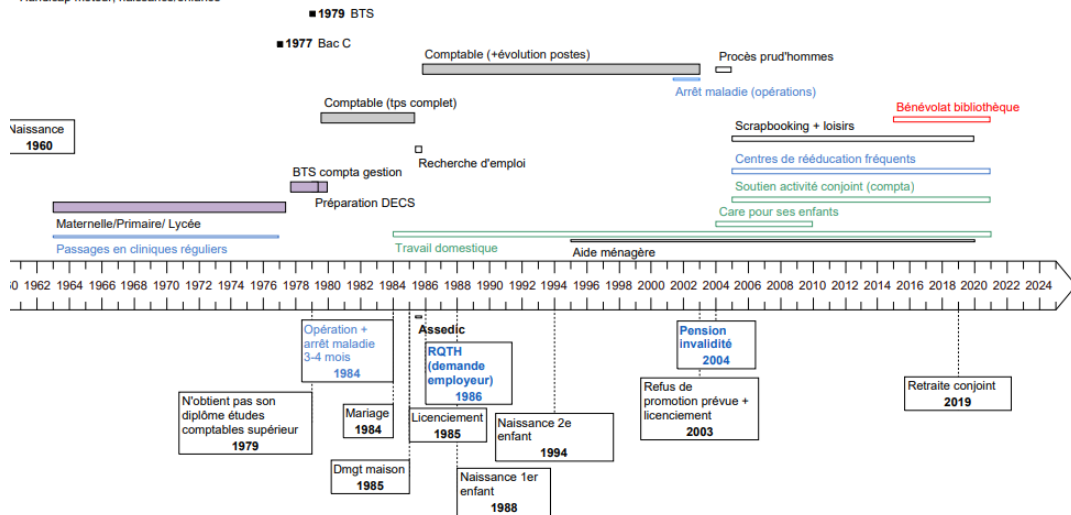 Handicap moteur, naissance/enfance
1979 BTS
1977 Bac C
Comptable (+évolution postes)
Procès prud'hommes
Arrêt maladie (opérations)
Comptable (tps complet)
Bénévolat bibliothèque
Naissance
1960
Scrapbooking + loisirs
Recherche d'emploi
Centres de rééducation fréquents
BTS compta gestion
Préparation DECS
Soutien activité conjoint (compta)
Care pour ses enfants
Maternelle/Primaire/ Lycée
Passages en cliniques réguliers
Travail domestique
Aide ménagère
1962 1964 1966 1968 1970 1972 1974 1976 1978 1980 1982 1984 1986 1988 1990 1992 1994 1996 1998 2000 2002 2004 2006 2008 2010 2012 2014 2016 2018 2020 2022 2024
Opération +
arrêt maladie
3-4 mois
1984
Assedic
RQTH
(demande
employeur)
1986
Pension
invalidité
2004
N'obtient pas son
diplôme études
comptables supérieur
1979
Mariage
1984
Licenciement
1985
Naissance 2e
enfant
1994
Refus de
promotion prévue +
licenciement
2003
Retraite conjoint
2019
Dmgt maison
1985
Naissance 1er
enfant
1988